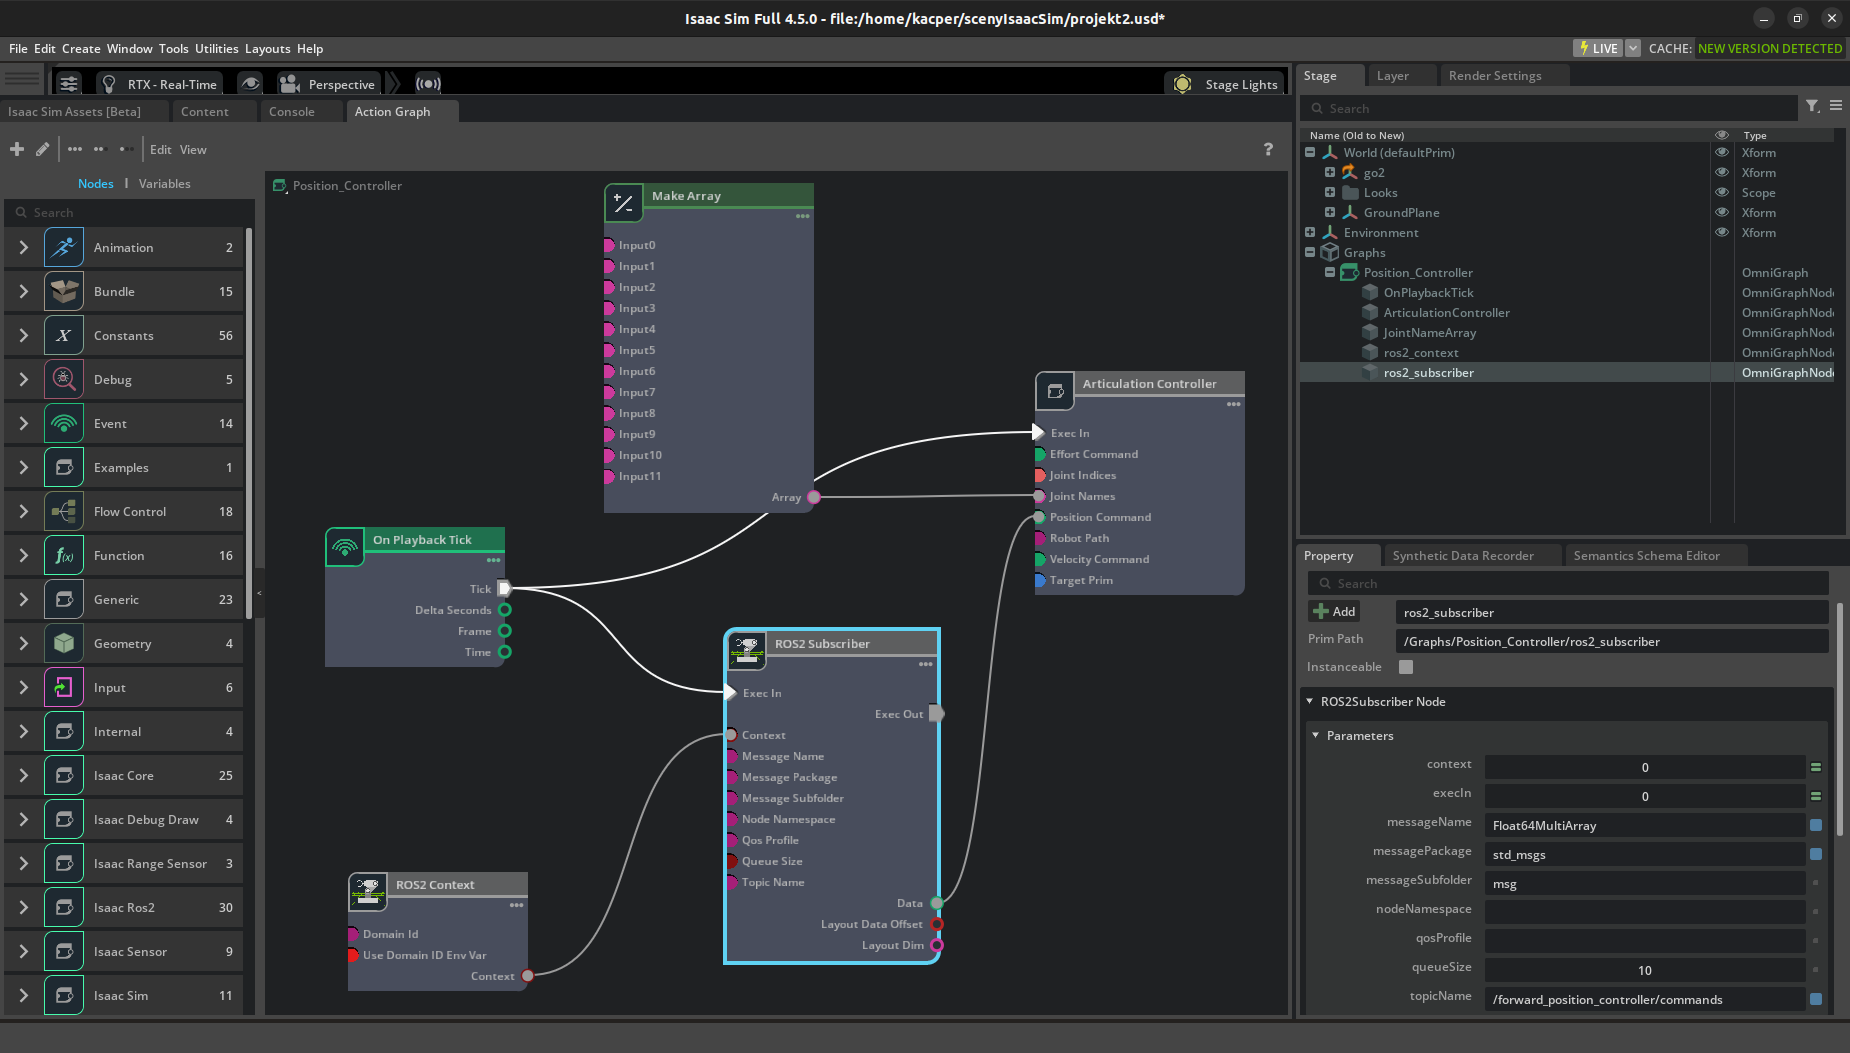 Isaac Sim Full 4.5.0 - file:/home/kacper/scenyIsaacSim/projekt2.usd*
File Edit Create Window Tools Utilities Layouts Help
LIVE CACHE: NEW VERSION DETECTED
RTX - Real-Time Perspective Stage Lights
Isaac Sim Assets [Beta] Content Console Action Graph
Edit View ?
Nodes Variables
Search
Animation 2
Bundle 15
Constants 56
Debug 5
Event 14
Examples 1
Flow Control 18
Function 16
Generic 23
Geometry 4
Input 6
Internal 4
Isaac Core 25
Isaac Debug Draw 4
Isaac Range Sensor 3
Isaac Ros2 30
Isaac Sensor 9
Isaac Sim 11
<
Position_Controller
Make Array
Input0
Input1
Input2
Input3
Input4
Input5
Input6
Input7
Input8
Input9
Input10
Input11
Array
On Playback Tick
Tick
Delta Seconds
Frame
Time
ROS2 Context
Domain Id
Use Domain ID Env Var
Context
ROS2 Subscriber
Exec In
Exec Out
Context
Message Name
Message Package
Message Subfolder
Node Namespace
Qos Profile
Queue Size
Topic Name
Data
Layout Data Offset
Layout Dim
Articulation Controller
Exec In
Effort Command
Joint Indices
Joint Names
Position Command
Robot Path
Velocity Command
Target Prim
Stage Layer Render Settings
Search
Name (Old to New) Type
World (defaultPrim) Xform
go2 Xform
Looks Scope
GroundPlane Xform
Environment Xform
Graphs
Position_Controller OmniGraph
OnPlaybackTick OmniGraphNode
ArticulationController OmniGraphNode
JointNameArray OmniGraphNode
ros2_context OmniGraphNode
ros2_subscriber OmniGraphNode
Property Synthetic Data Recorder Semantics Schema Editor
Search
Add ros2_subscriber
Prim Path /Graphs/Position_Controller/ros2_subscriber
Instanceable
ROS2Subscriber Node
Parameters
context 0
execIn 0
messageName Float64MultiArray
messagePackage std_msgs
messageSubfolder msg
nodeNamespace
qosProfile
queueSize 10
topicName /forward_position_controller/commands